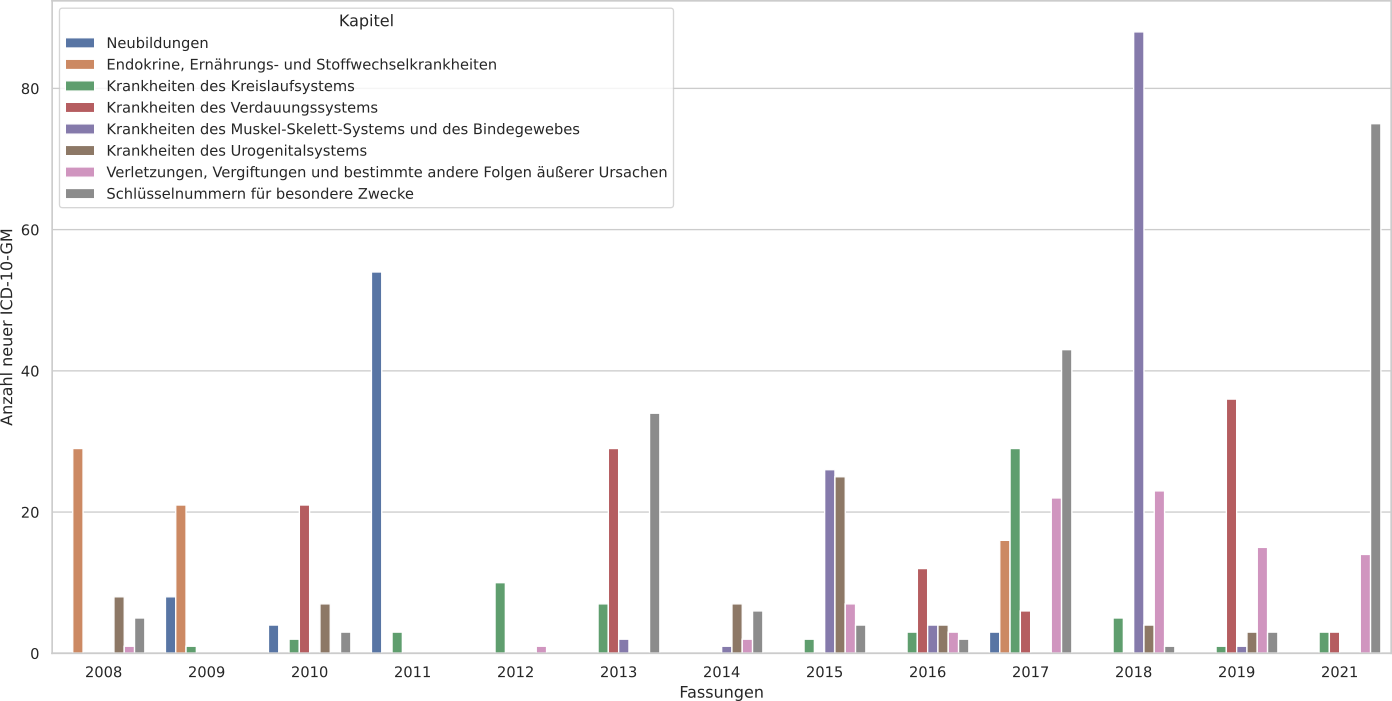 Kapitel
Neubildungen
Endokrine, Ernährungs- und Stoffwechselkrankheiten
Krankheiten des Kreislaufsystems
Krankheiten des Verdauungssystems
Krankheiten des Muskel-Skelett-Systems und des Bindegewebes
Krankheiten des Urogenitalsystems
Verletzungen, Vergiftungen und bestimmte andere Folgen äußerer Ursachen
Schlüsselnummern für besondere Zwecke
Anzahl neuer ICD-10-GM
80
60
40
20
0
2008 2009 2010 2011 2012 2013 2014 2015 2016 2017 2018 2019 2021
Fassungen